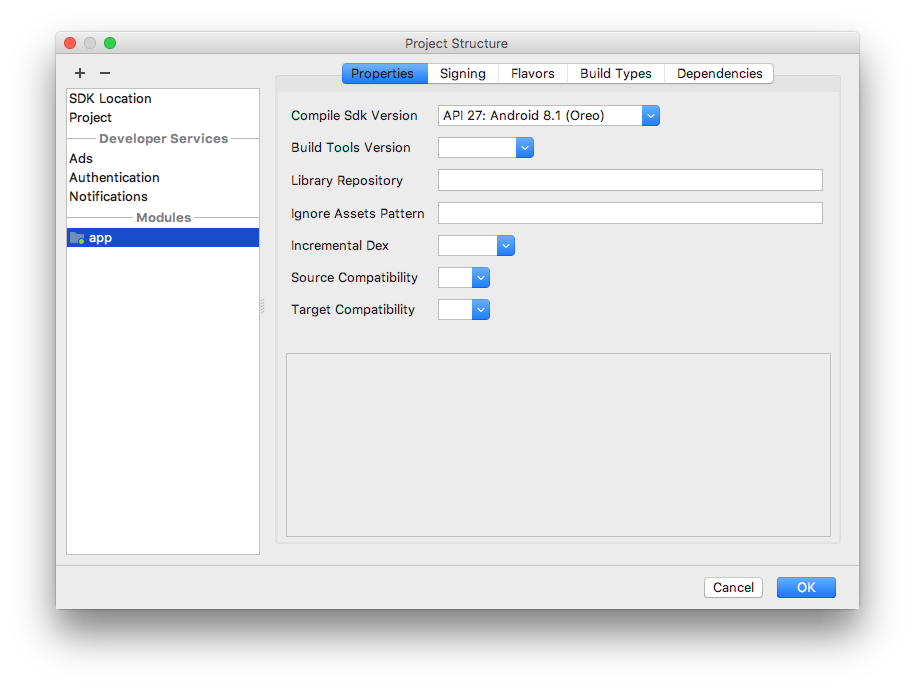 Project Structure
+ −
SDK Location
Project
Developer Services
Ads
Authentication
Notifications
Modules
app
Properties Signing Flavors Build Types Dependencies
Compile Sdk Version API 27: Android 8.1 (Oreo)
Build Tools Version
Library Repository
Ignore Assets Pattern
Incremental Dex
Source Compatibility
Target Compatibility
Cancel OK